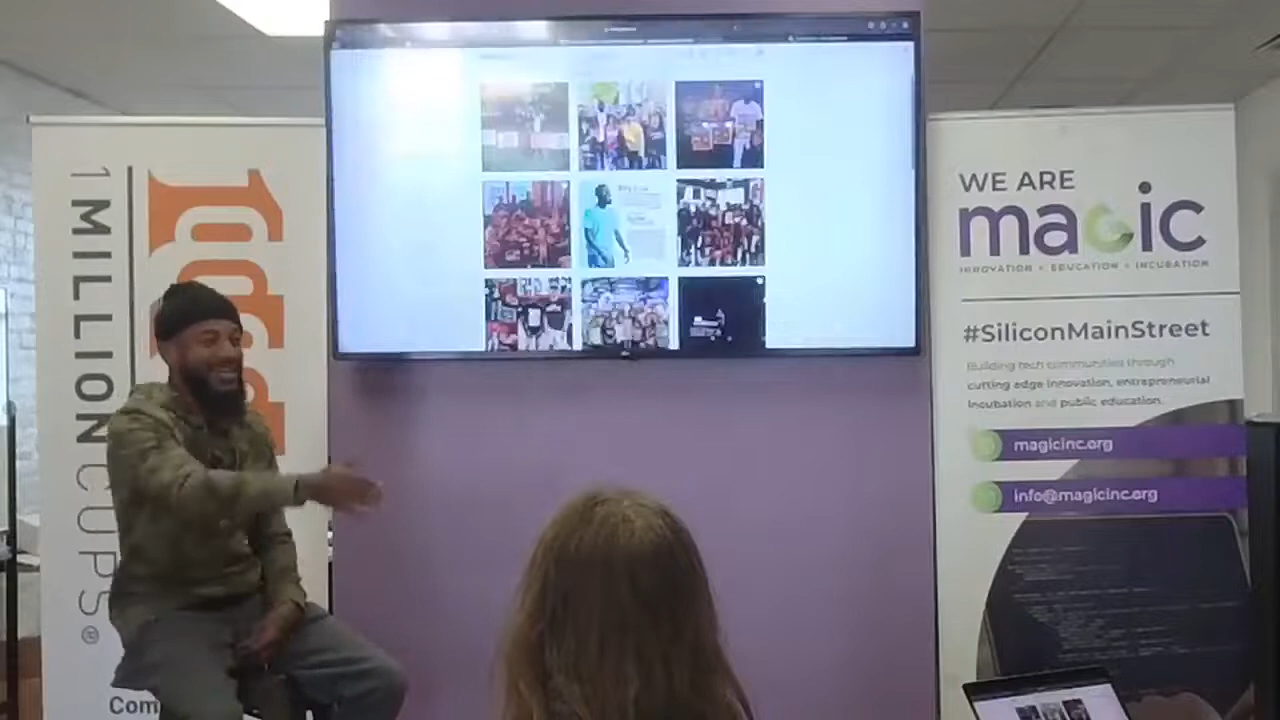 1 MILLION CUPS®
Com
WE ARE
magic
INNOVATION • EDUCATION • INCUBATION
#SiliconMainStreet
Building tech communities through
cutting edge innovation, entrepreneurial
incubation and public education.
magicinc.org
info@magicinc.org